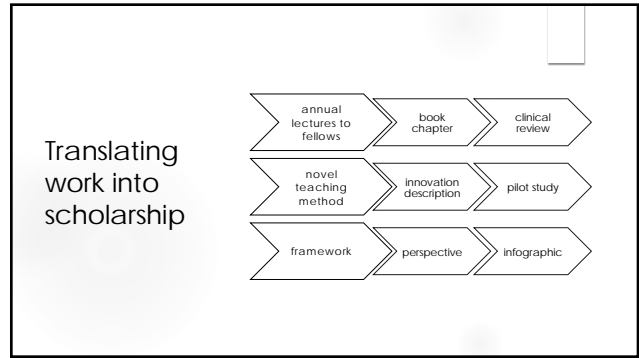 Translating
work into
scholarship
annual
lectures to
fellows
book
chapter
clinical
review
novel
teaching
method
innovation
description
pilot study
framework
perspective
infographic